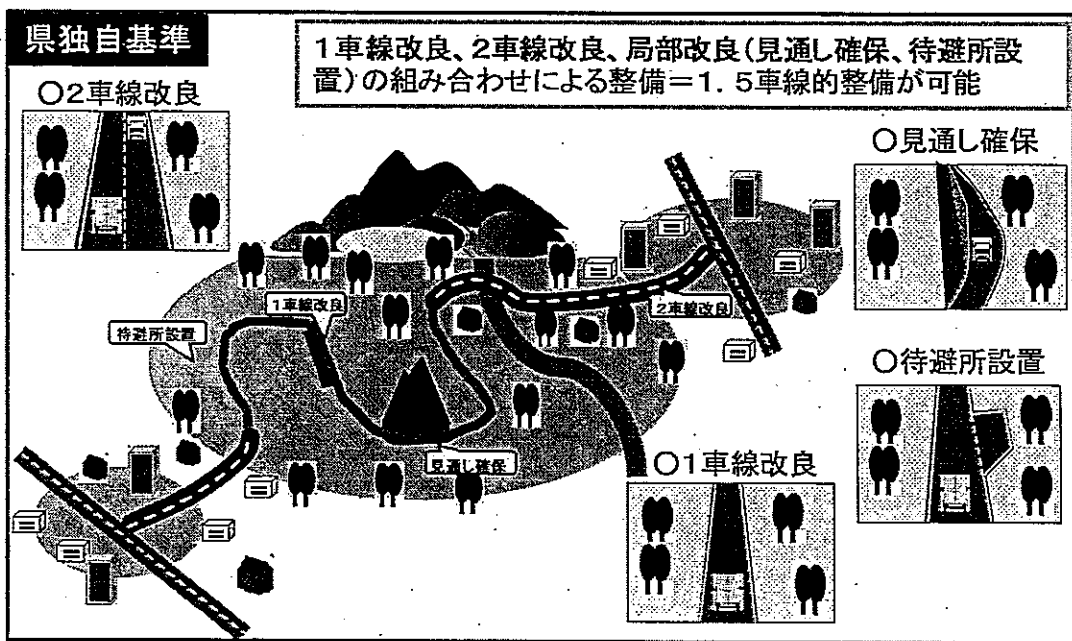 県独自基準
1車線改良、2車線改良、局部改良(見通し確保、待避所設
置)の組み合わせによる整備=1.5車線的整備が可能
○2車線改良
○見通し確保
1車線改良
2車線改良
待避所設置
○待避所設置
見通し確保
○1車線改良